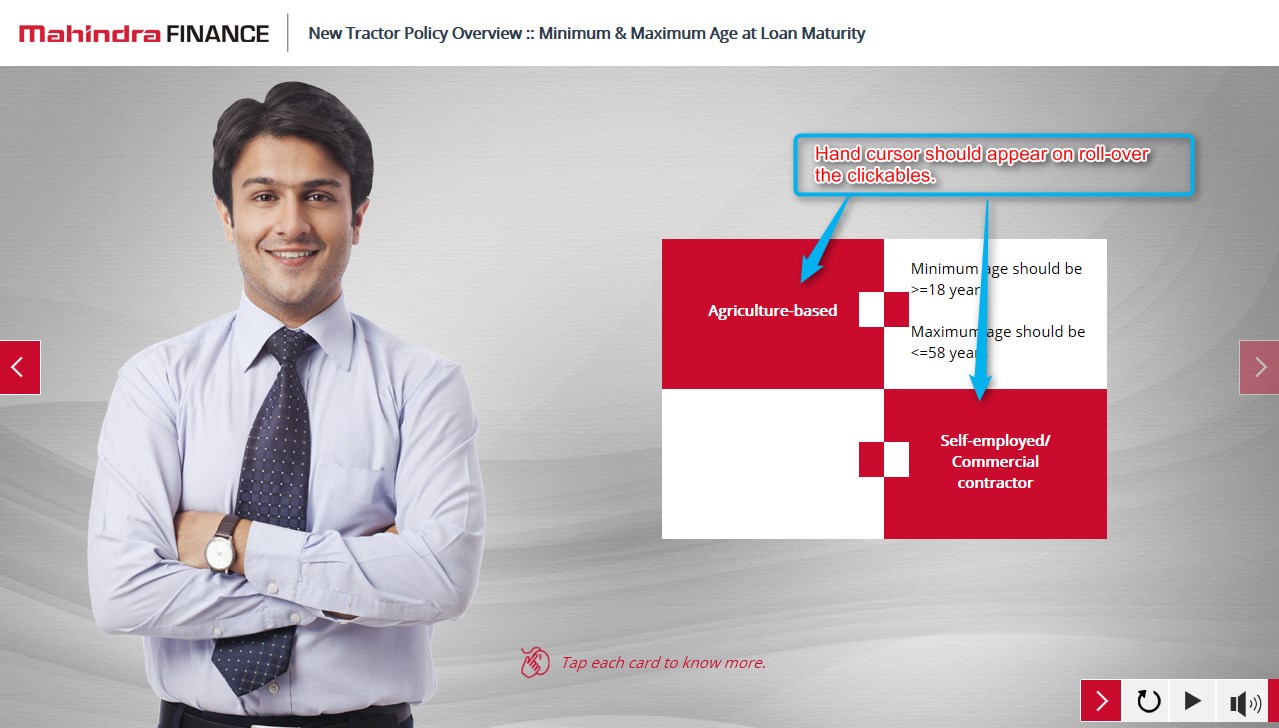 Mahindra FINANCE
New Tractor Policy Overview :: Minimum & Maximum Age at Loan Maturity
Hand cursor should appear on roll-over
the clickables.
Agriculture-based
Minimum age should be
>=18 year
Maximum age should be
<=58 year
Self-employed/
Commercial
contractor
Tap each card to know more.